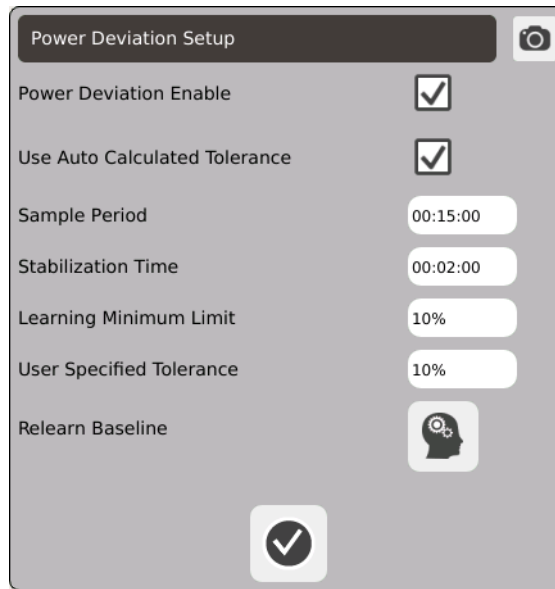 Power Deviation Setup
Power Deviation Enable
Use Auto Calculated Tolerance
Sample Period 00:15:00
Stabilization Time 00:02:00
Learning Minimum Limit 10%
User Specified Tolerance 10%
Relearn Baseline